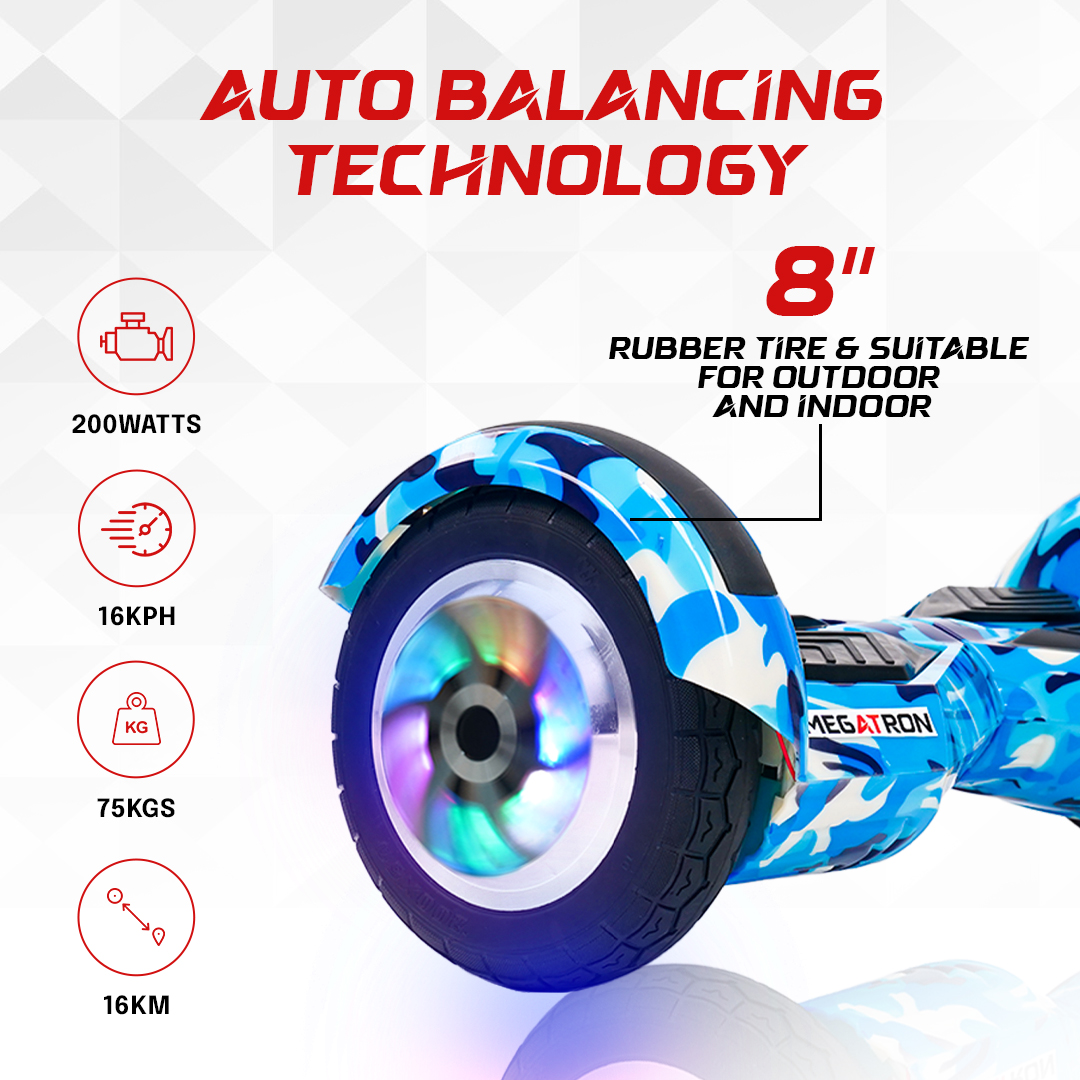 AUTO BALANCING
TECHNOLOGY
8"
RUBBER TIRE & SUITABLE
FOR OUTDOOR
AND INDOOR
200WATTS
16KPH
KG
75KGS
16KM
MEGATRON